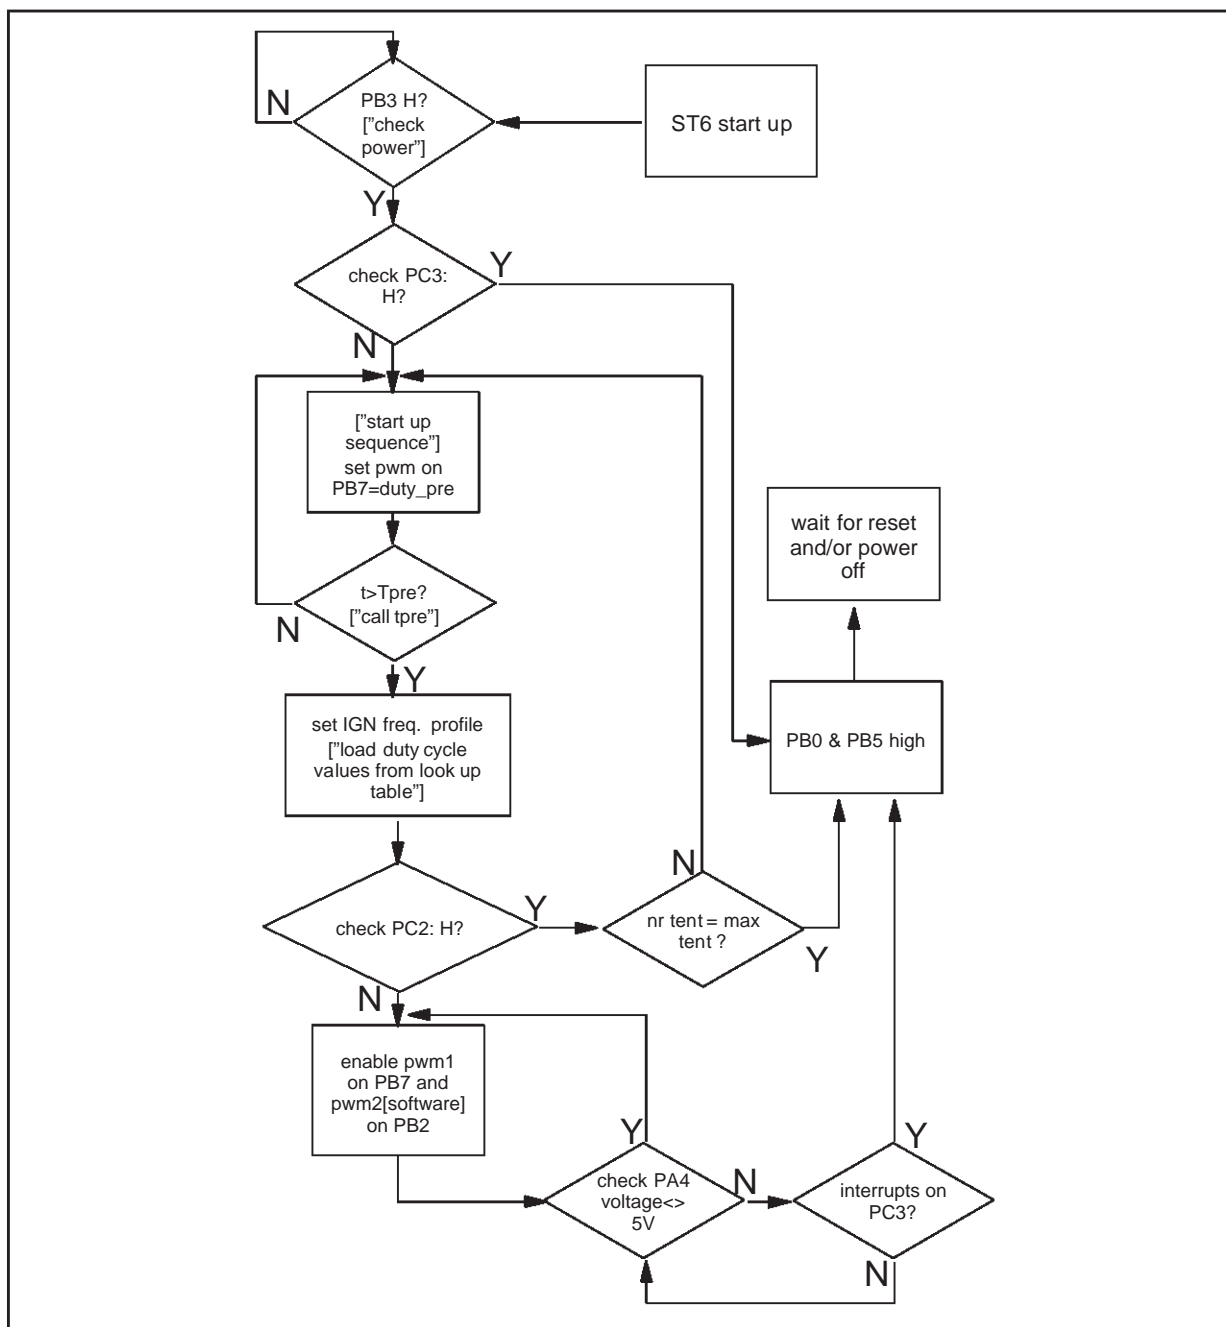 PB3 H?
["check
power"]
N
ST6 start up
Y
check PC3:
H?
Y
N
["start up
sequence"]
set pwm on
PB7=duty_pre
wait for reset
and/or power
off
t>Tpre?
["call tpre"]
N
Y
set IGN freq. profile
["load duty cycle
values from look up
table"]
PB0 & PB5 high
check PC2: H?
Y
N
nr tent = max
tent ?
Y
N
enable pwm1
on PB7 and
pwm2[software]
on PB2
Y
check PA4
voltage<>
5V
N
Y
interrupts on
PC3?
N